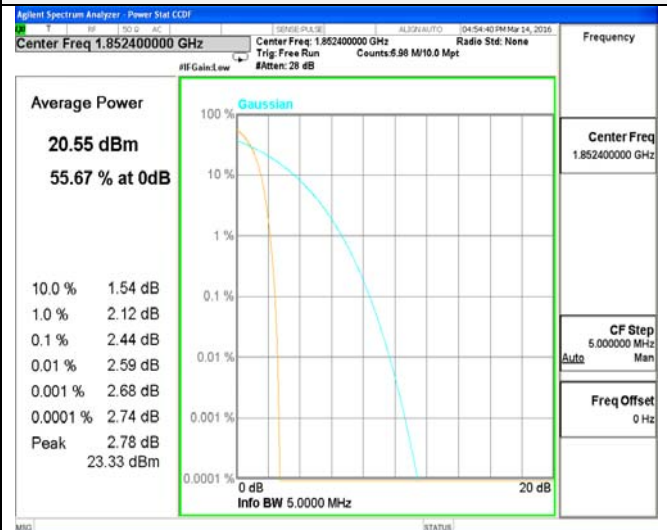 Agilent Spectrum Analyzer - Power Stat CCDF
T RF 50 Ω AC SENSE:PULSE ALIGN AUTO 04:54:40 PM Mar 14, 2016
Center Freq 1.852400000 GHz
Center Freq: 1.852400000 GHz Radio Std: None
Trig: Free Run Counts:6.98 M/10.0 Mpt
#IFGain:Low #Atten: 28 dB
Frequency
Average Power
20.55 dBm
55.67 % at 0dB
10.0 % 1.54 dB
1.0 % 2.12 dB
0.1 % 2.44 dB
0.01 % 2.59 dB
0.001 % 2.68 dB
0.0001 % 2.74 dB
Peak 2.78 dB
23.33 dBm
Gaussian
100 %
10 %
1 %
0.1 %
0.01 %
0.001 %
0.0001 %
0 dB 20 dB
Info BW 5.0000 MHz
Center Freq
1.852400000 GHz
CF Step
5.000000 MHz
Auto Man
Freq Offset
0 Hz
MSG STATUS